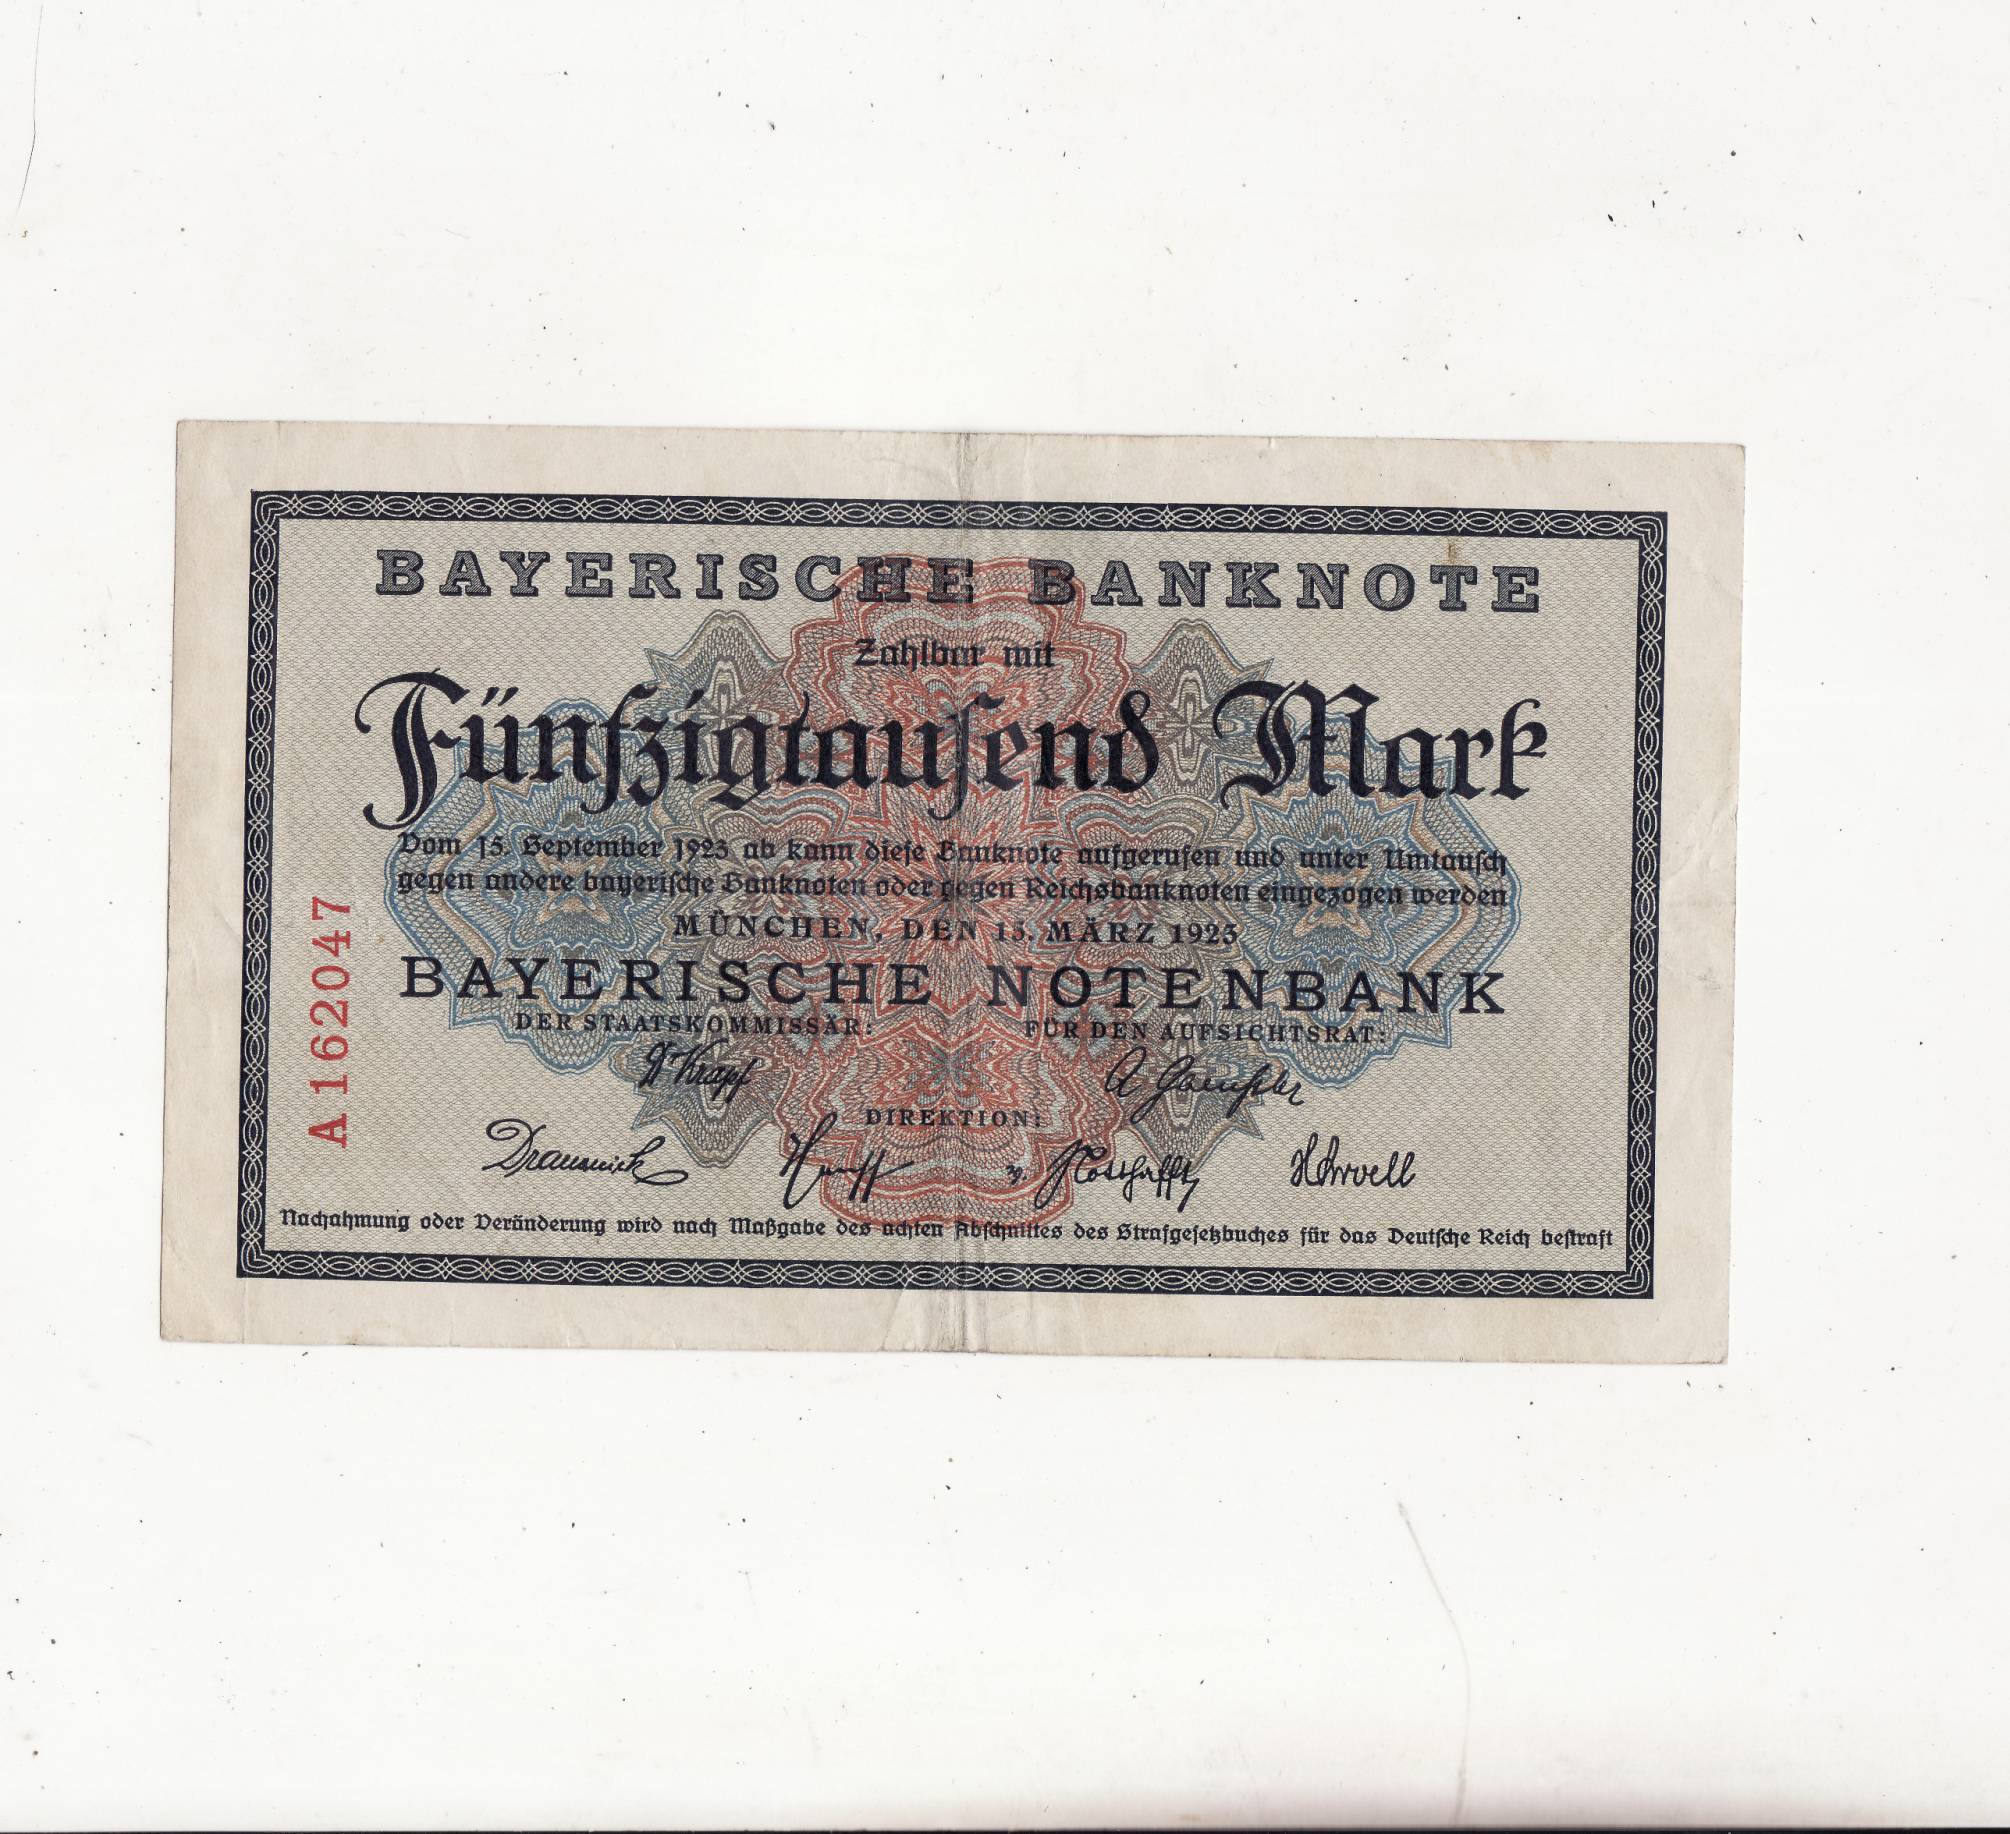 BAYERISCHE BANKNOTE
Zahlbar mit
Fünfzigtausend Mark
Vom 15. September 1923 ab kann diese Banknote aufgerufen und unter Umtausch
gegen andere bayerische Banknoten oder gegen Reichsbanknoten eingezogen werden
MÜNCHEN, DEN 15. MÄRZ 1923
BAYERISCHE NOTENBANK
DER STAATSKOMMISSÄR: FÜR DEN AUFSICHTSRAT:
Dr Krapf
DIREKTION:
Nachahmung oder Veränderung wird nach Maßgabe des achten Abschnittes des Strafgesetzbuches für das Deutsche Reich bestraft
A 162047